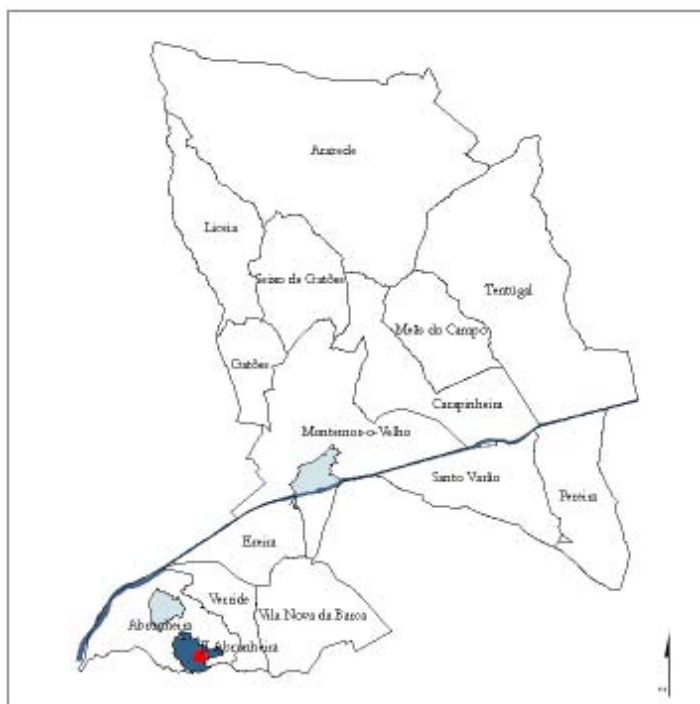 Arazede
Liceia
Seixo de Gatões
Tentúgal
Meãs do Campo
Gatões
Carapinheira
Montemor-o-Velho
Santo Varão
Pereira
Ereira
Verride
Vila Nova da Barca
Abrunheira
Abrunheira